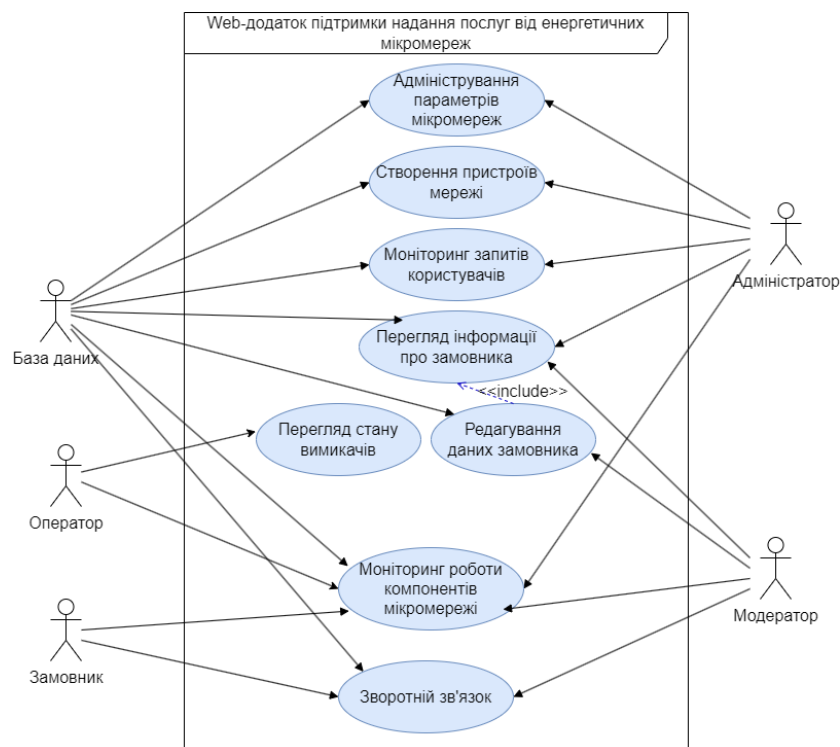 Web-додаток підтримки надання послуг від енергетичних
мікромереж
Адміністрування
параметрів
мікромереж
Створення пристроїв
мережі
Моніторинг запитів
користувачів
Адміністратор
База даних
Перегляд інформації
про замовника
<<include>>
Перегляд стану
вимикачів
Редагування
даних замовника
Оператор
Моніторинг роботи
компонентів
мікромережі
Модератор
Замовник
Зворотній зв'язок